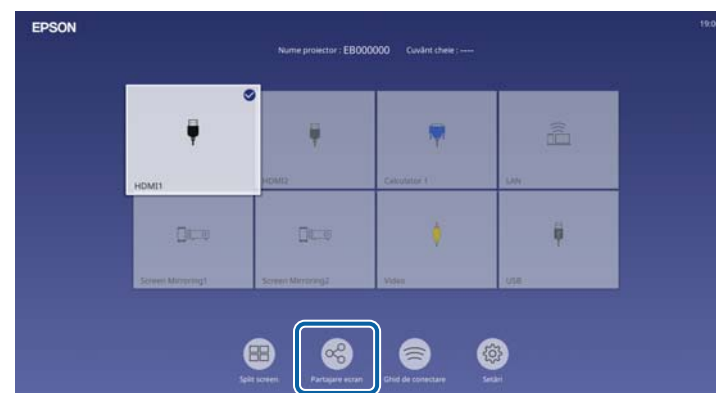 EPSON
19:0
Nume proiector : EB000000 Cuvânt cheie : ----
HDMI1
HDMI2
Calculator 1
LAN
Screen Mirroring1
Screen Mirroring2
Video
USB
Split screen
Partajare ecran
Ghid de conectare
Setări